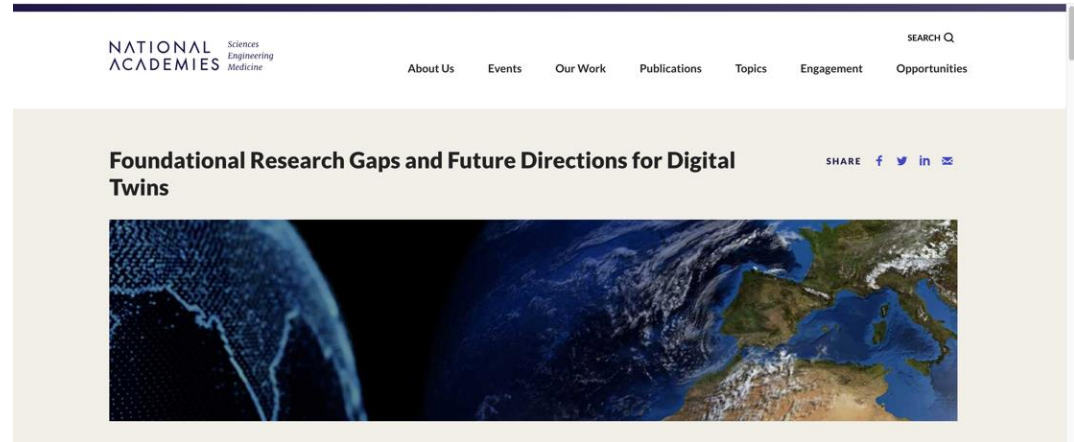 NATIONAL ACADEMIES
Sciences
Engineering
Medicine
SEARCH
About Us Events Our Work Publications Topics Engagement Opportunities
Foundational Research Gaps and Future Directions for Digital
Twins
SHARE